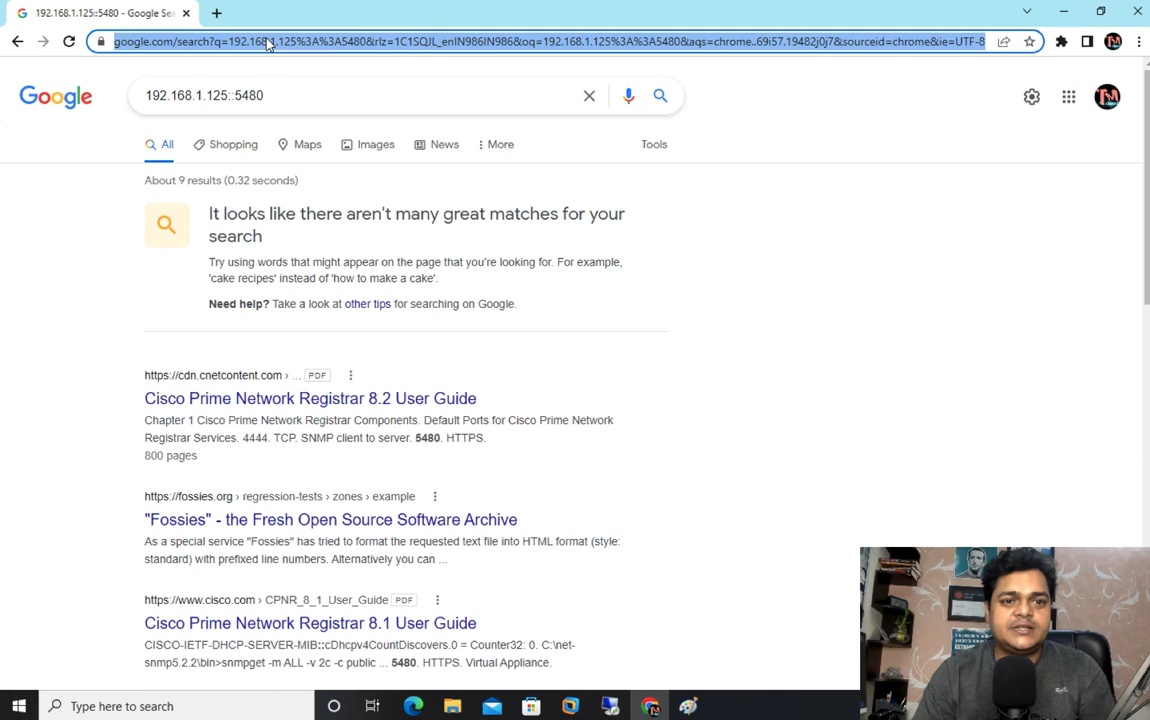 192.168.1.125::5480 - Google Sea
google.com/search?q=192.168.1.125%3A%3A5480&rlz=1C1SQJL_enIN986IN986&oq=192.168.1.125%3A%3A5480&aqs=chrome..69i57.19482j0j7&sourceid=chrome&ie=UTF-8
Google
192.168.1.125::5480
All Shopping Maps Images News More Tools
About 9 results (0.32 seconds)
It looks like there aren't many great matches for your
search
Try using words that might appear on the page that you're looking for. For example,
'cake recipes' instead of 'how to make a cake'.
Need help? Take a look at other tips for searching on Google.
https://cdn.cnetcontent.com › ... PDF
Cisco Prime Network Registrar 8.2 User Guide
Chapter 1 Cisco Prime Network Registrar Components. Default Ports for Cisco Prime Network
Registrar Services. 4444. TCP. SNMP client to server. 5480. HTTPS.
800 pages
https://fossies.org › regression-tests › zones › example
"Fossies" - the Fresh Open Source Software Archive
As a special service "Fossies" has tried to format the requested text file into HTML format (style:
standard) with prefixed line numbers. Alternatively you can ...
https://www.cisco.com › CPNR_8_1_User_Guide PDF
Cisco Prime Network Registrar 8.1 User Guide
CISCO-IETF-DHCP-SERVER-MIB::cDhcpv4CountDiscovers.0 = Counter32: 0. C:\net-
snmp5.2.2\bin>snmpget -m ALL -v 2c -c public ... 5480. HTTPS. Virtual Appliance.
Type here to search